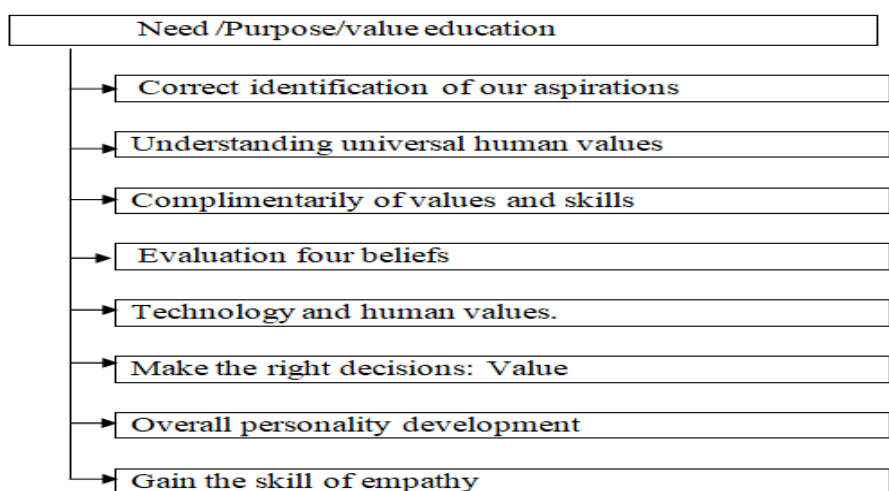 Need /Purpose/value education
Correct identification of our aspirations
Understanding universal human values
Complimentarily of values and skills
Evaluation four beliefs
Technology and human values.
Make the right decisions: Value
Overall personality development
Gain the skill of empathy